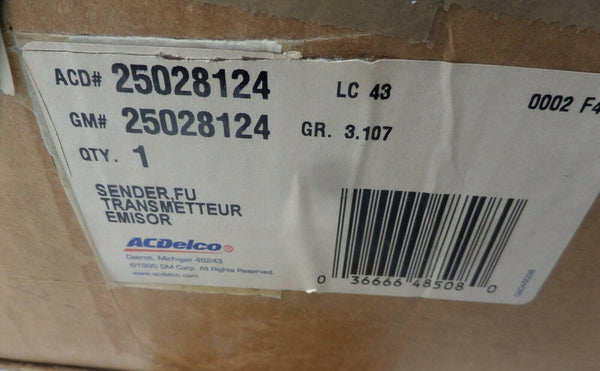 ACD# 25028124 LC 43 0002 F4
GM# 25028124 GR. 3.107
QTY. 1
SENDER,FU
TRANSMETTEUR
EMISOR
ACDelco®
Detroit, Michigan 48243
©1995 GM Corp. All Rights Reserved.
www.acdelco.com
0 36666 48508 0